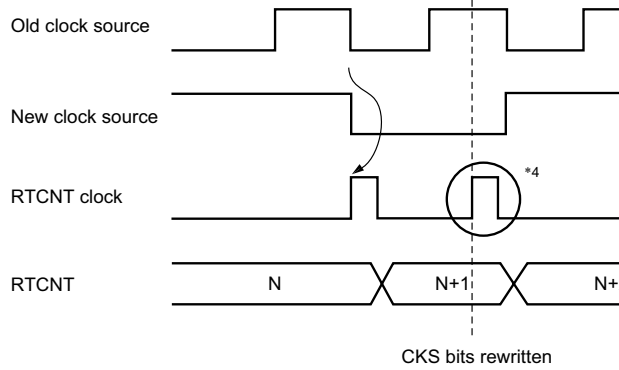 Old clock source
New clock source
RTCNT clock
*4
RTCNT
N
N+1
N+
CKS bits rewritten